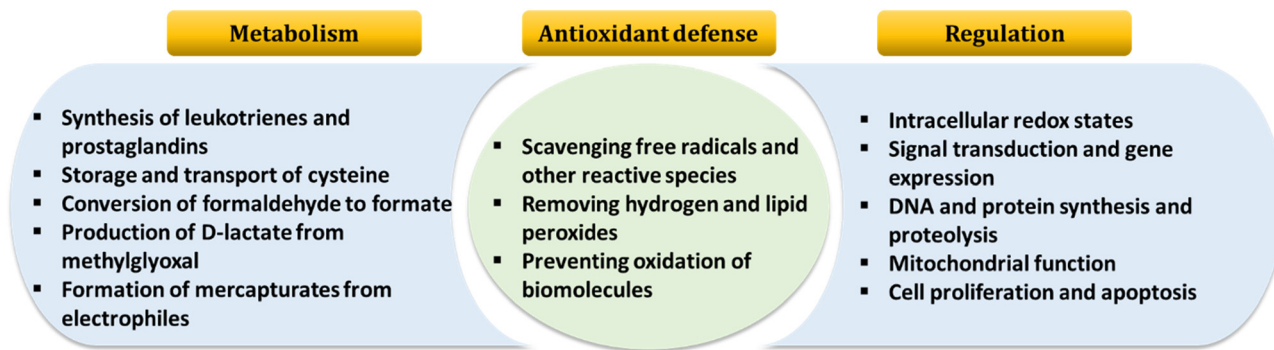 Metabolism
▪ Synthesis of leukotrienes and
prostaglandins
▪ Storage and transport of cysteine
▪ Conversion of formaldehyde to formate
▪ Production of D-lactate from
methylglyoxal
▪ Formation of mercapturates from
electrophiles
Antioxidant defense
▪ Scavenging free radicals and
other reactive species
▪ Removing hydrogen and lipid
peroxides
▪ Preventing oxidation of
biomolecules
Regulation
▪ Intracellular redox states
▪ Signal transduction and gene
expression
▪ DNA and protein synthesis and
proteolysis
▪ Mitochondrial function
▪ Cell proliferation and apoptosis